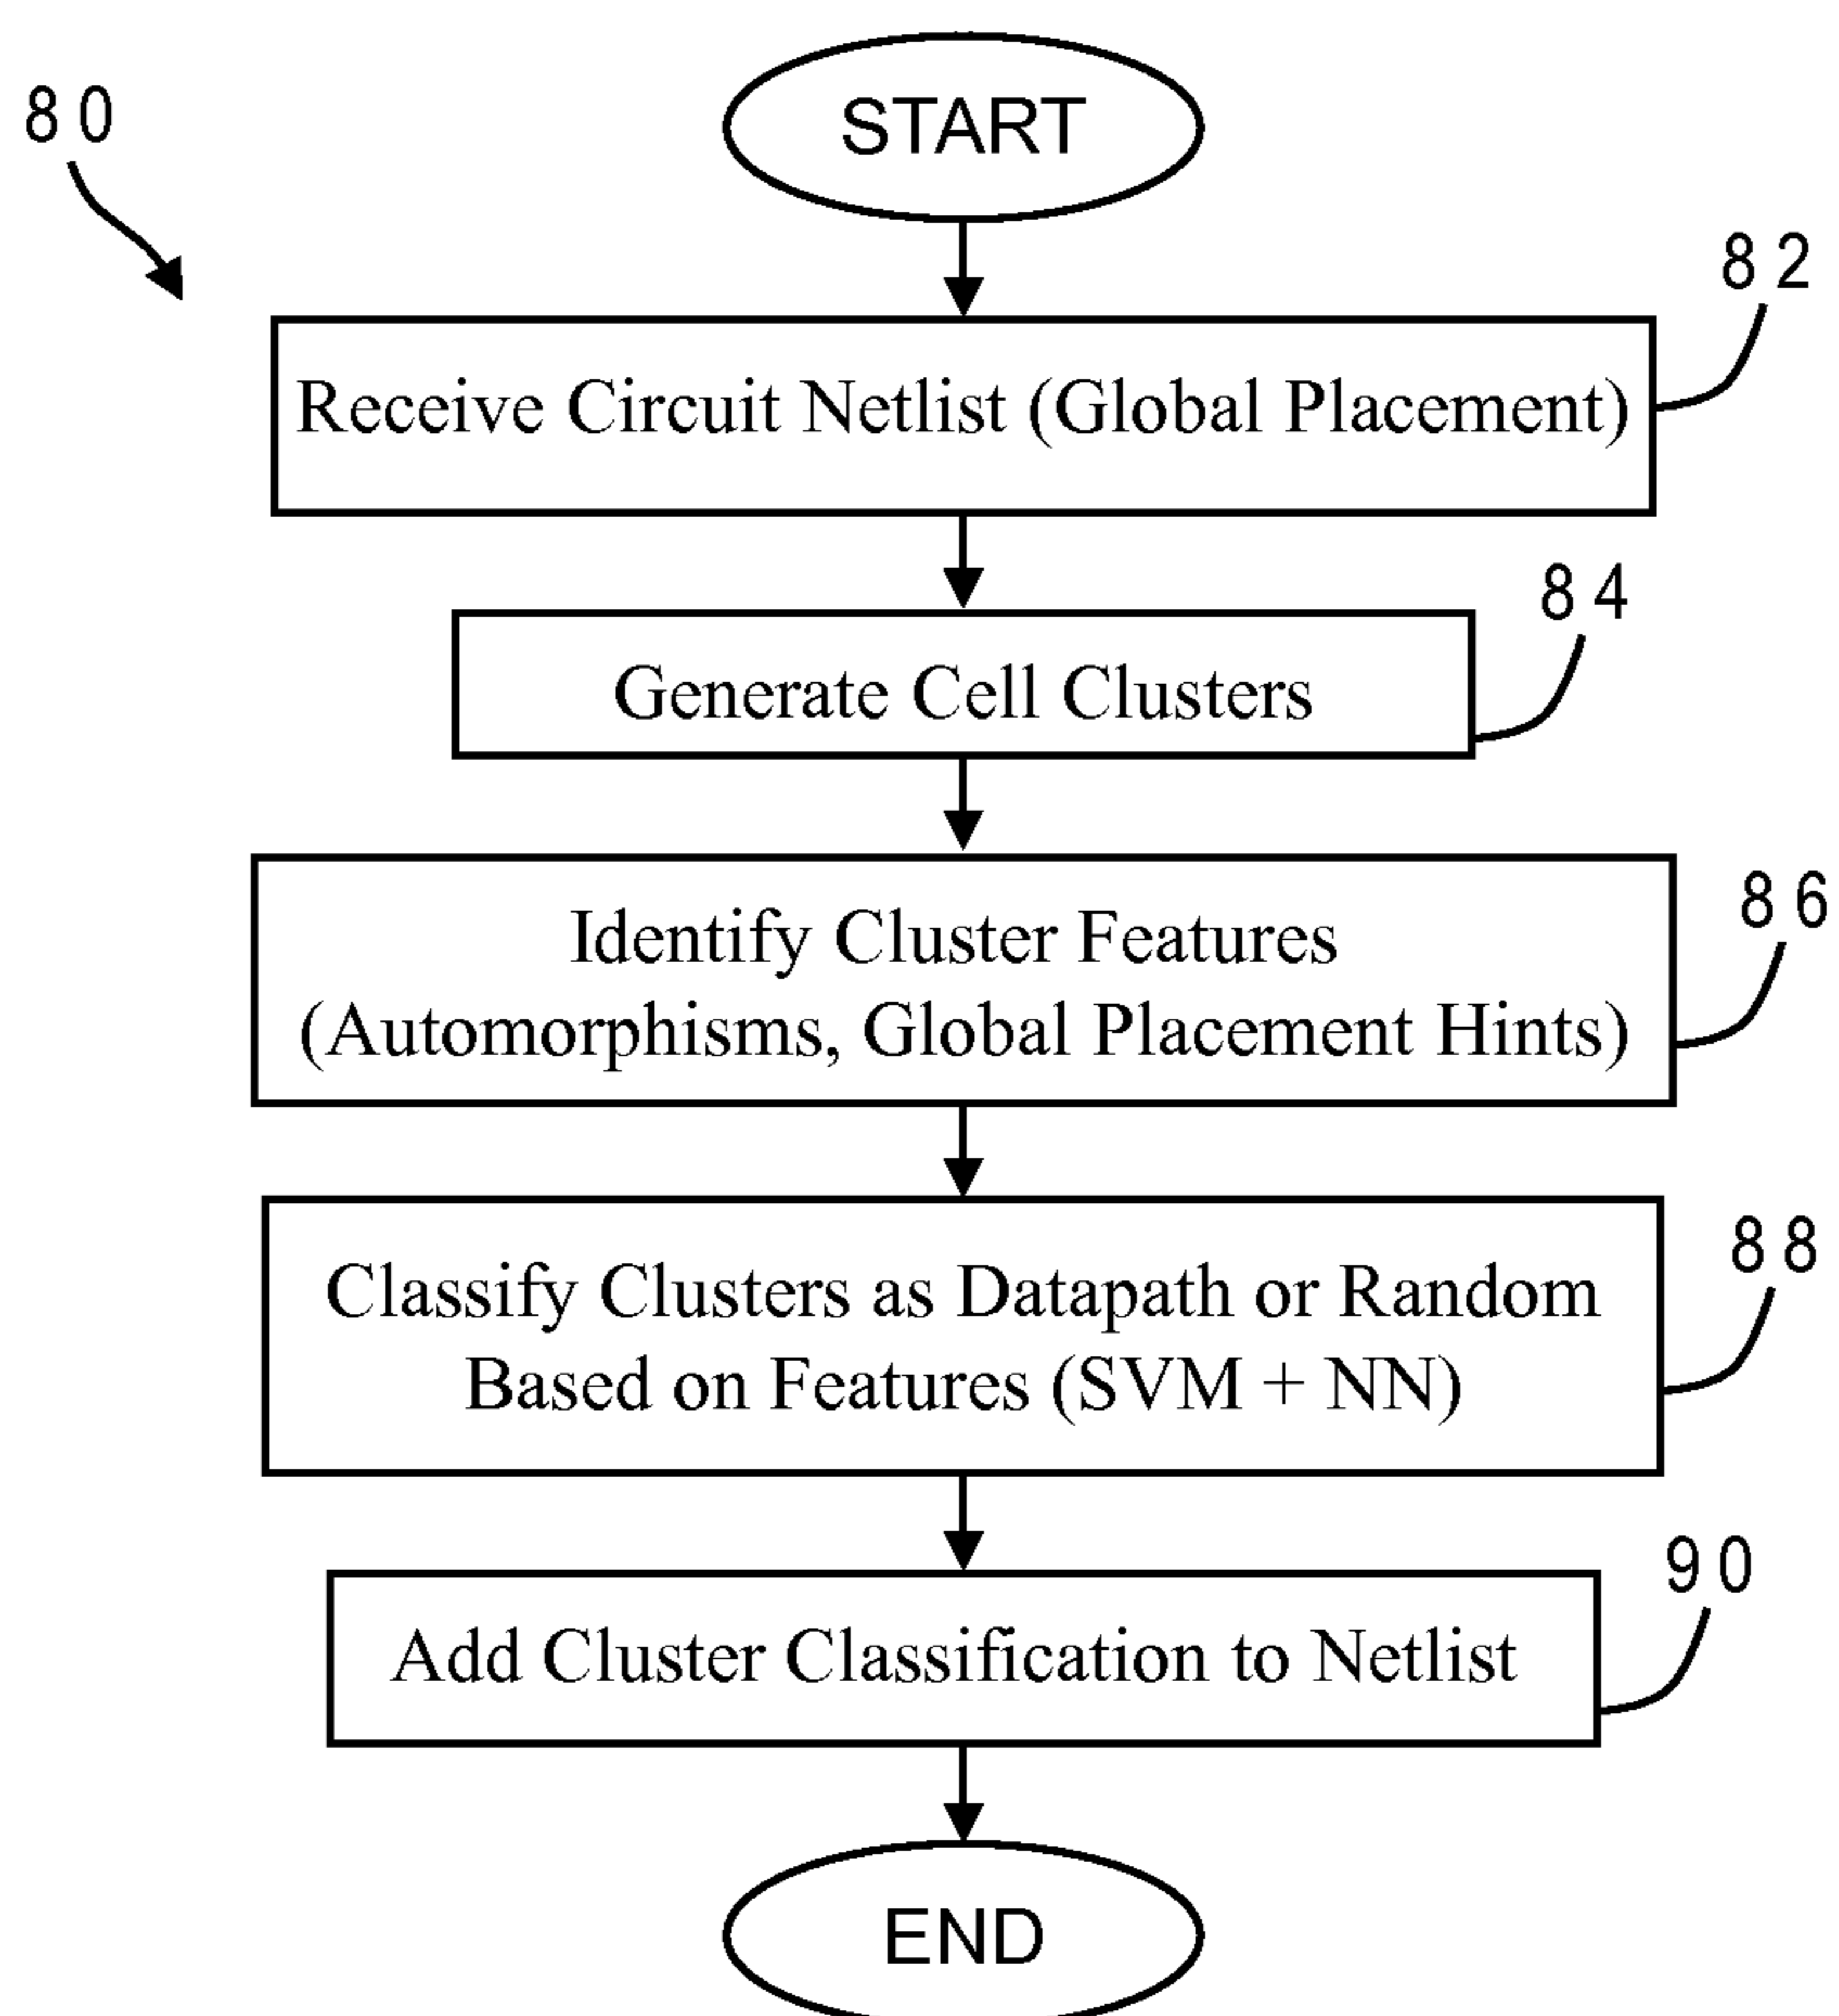 80
START
82
Receive Circuit Netlist (Global Placement)
84
Generate Cell Clusters
86
Identify Cluster Features
(Automorphisms, Global Placement Hints)
88
Classify Clusters as Datapath or Random
Based on Features (SVM + NN)
90
Add Cluster Classification to Netlist
END